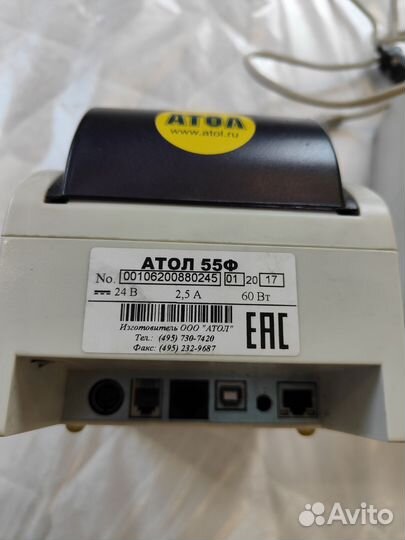 АТОЛ
www.atol.ru
АТОЛ 55Ф
No. 00106200880245 01 20 17
24 В 2,5 А 60 Вт
Изготовитель ООО "АТОЛ"
Тел.: (495) 730-7420
Факс: (495) 232-9687
ЕАС
Avito